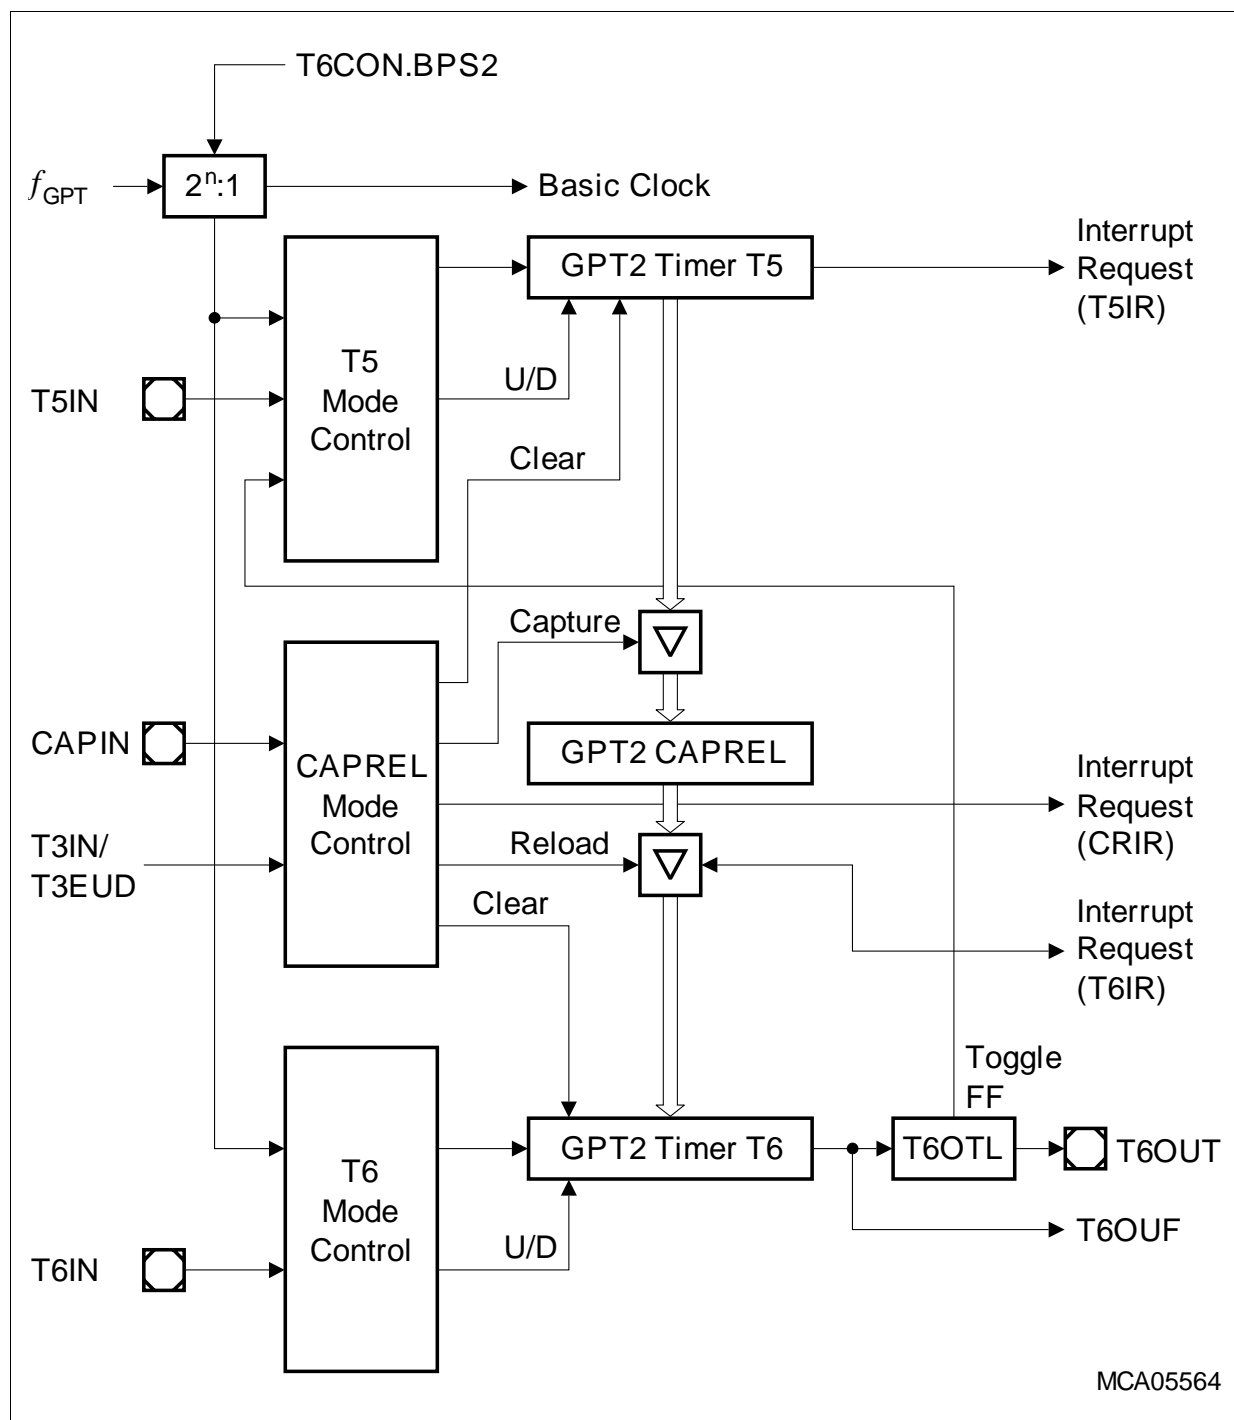 T6CON.BPS2
fGPT
2ⁿ:1
Basic Clock
GPT2 Timer T5
Interrupt
Request
(T5IR)
T5
Mode
Control
U/D
T5IN
Clear
Capture
CAPIN
CAPREL
Mode
Control
GPT2 CAPREL
Interrupt
Request
(CRIR)
T3IN/
T3EUD
Reload
Clear
Interrupt
Request
(T6IR)
Toggle
FF
T6
Mode
Control
GPT2 Timer T6
T6OTL
T6OUT
U/D
T6OUF
T6IN
MCA05564